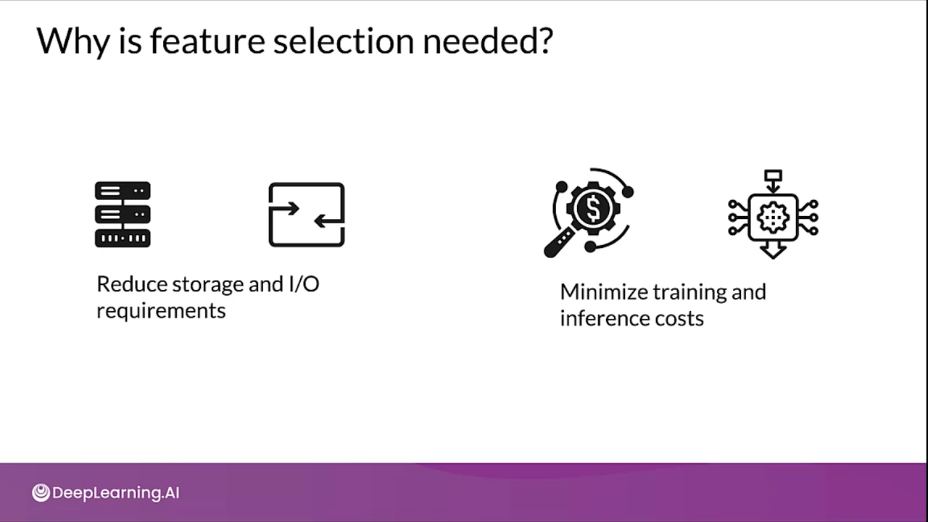 Why is feature selection needed?
Reduce storage and I/O
requirements
Minimize training and
inference costs
DeepLearning.AI